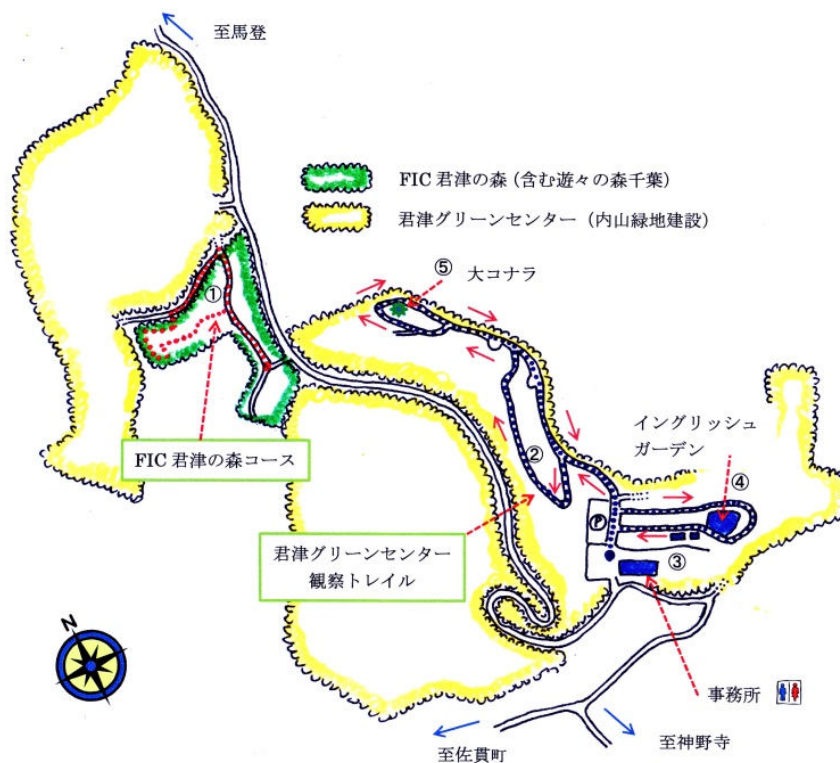 至馬登
FIC 君津の森 (含む遊々の森千葉)
君津グリーンセンター (内山緑地建設)
⑤ 大コナラ
①
FIC 君津の森コース
イングリッシュ
ガーデン
②
④
P
君津グリーンセンター
観察トレイル
③
N
事務所
至佐貫町
至神野寺